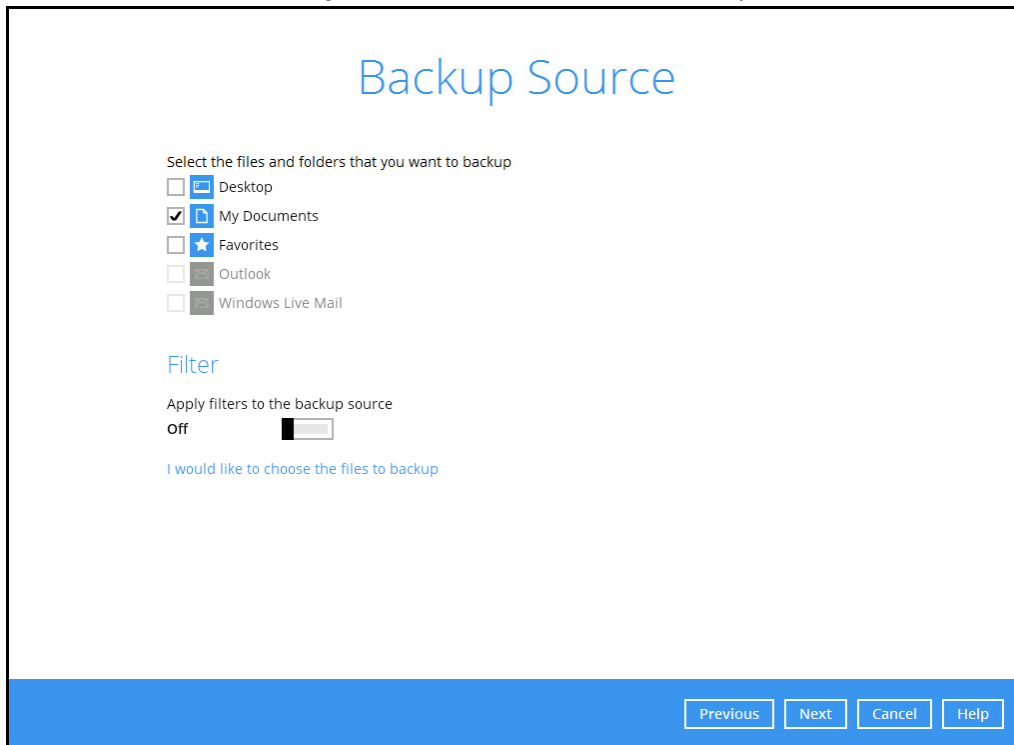 Backup Source
Select the files and folders that you want to backup
Desktop
My Documents
Favorites
Outlook
Windows Live Mail
Filter
Apply filters to the backup source
Off
I would like to choose the files to backup
Previous Next Cancel Help